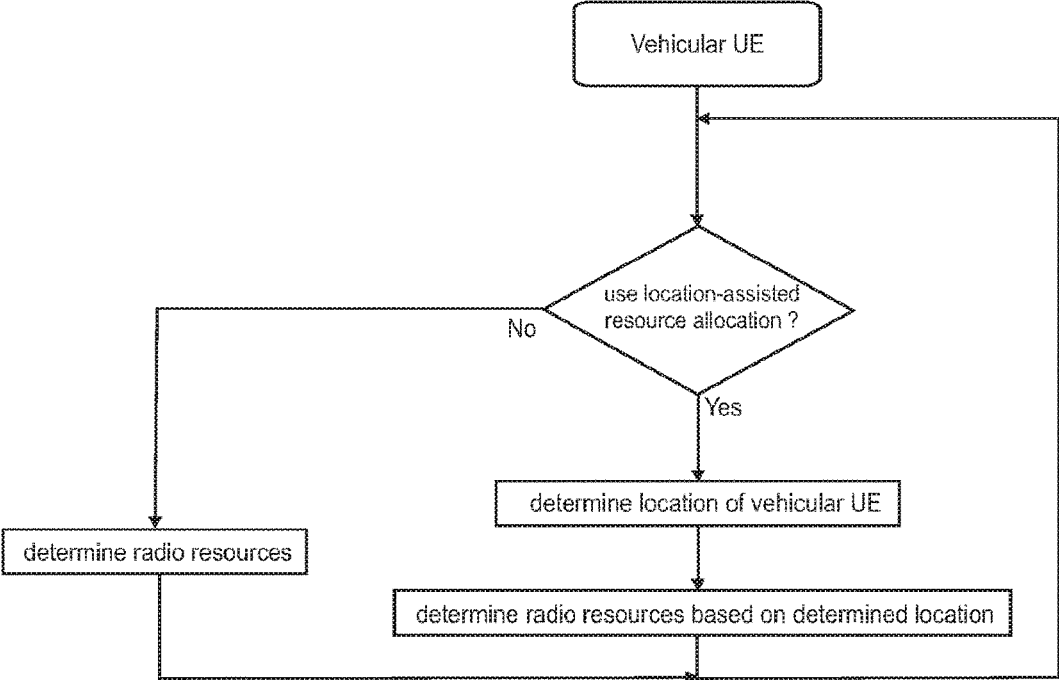 Vehicular UE
use location-assisted
resource allocation ?
No
Yes
determine location of vehicular UE
determine radio resources
determine radio resources based on determined location